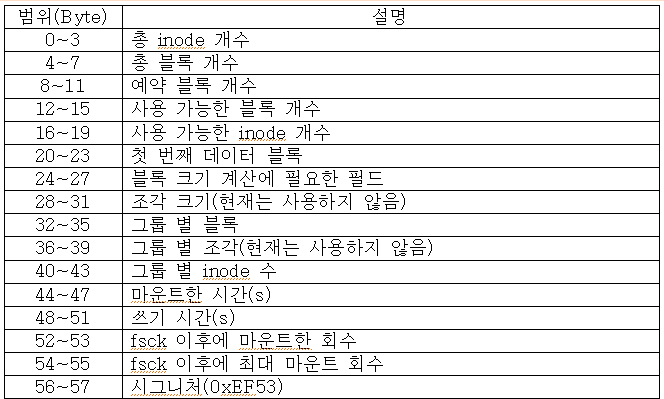 범위(Byte) 설명
0~3 총 inode 개수
4~7 총 블록 개수
8~11 예약 블록 개수
12~15 사용 가능한 블록 개수
16~19 사용 가능한 inode 개수
20~23 첫 번째 데이터 블록
24~27 블록 크기 계산에 필요한 필드
28~31 조각 크기(현재는 사용하지 않음)
32~35 그룹 별 블록
36~39 그룹 별 조각(현재는 사용하지 않음)
40~43 그룹 별 inode 수
44~47 마운트한 시간(s)
48~51 쓰기 시간(s)
52~53 fsck 이후에 마운트한 회수
54~55 fsck 이후에 최대 마운트 회수
56~57 시그니처(0xEF53)